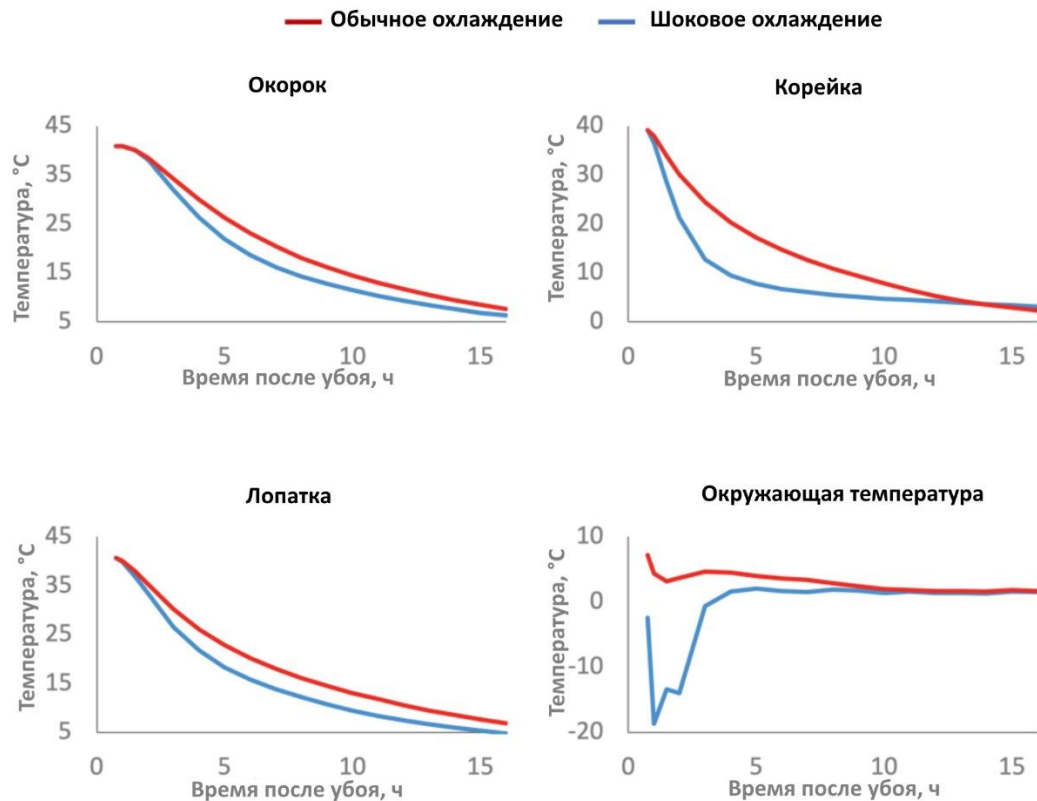 Обычное охлаждение Шоковое охлаждение
Окорок
Температура, °C
45
35
25
15
5
0 5 10 15
Время после убоя, ч
Корейка
Температура, °C
40
30
20
10
0
0 5 10 15
Время после убоя, ч
Лопатка
Температура, °C
45
35
25
15
5
0 5 10 15
Время после убоя, ч
Окружающая температура
Температура, °C
10
0
-10
-20
0 5 10 15
Время после убоя, ч